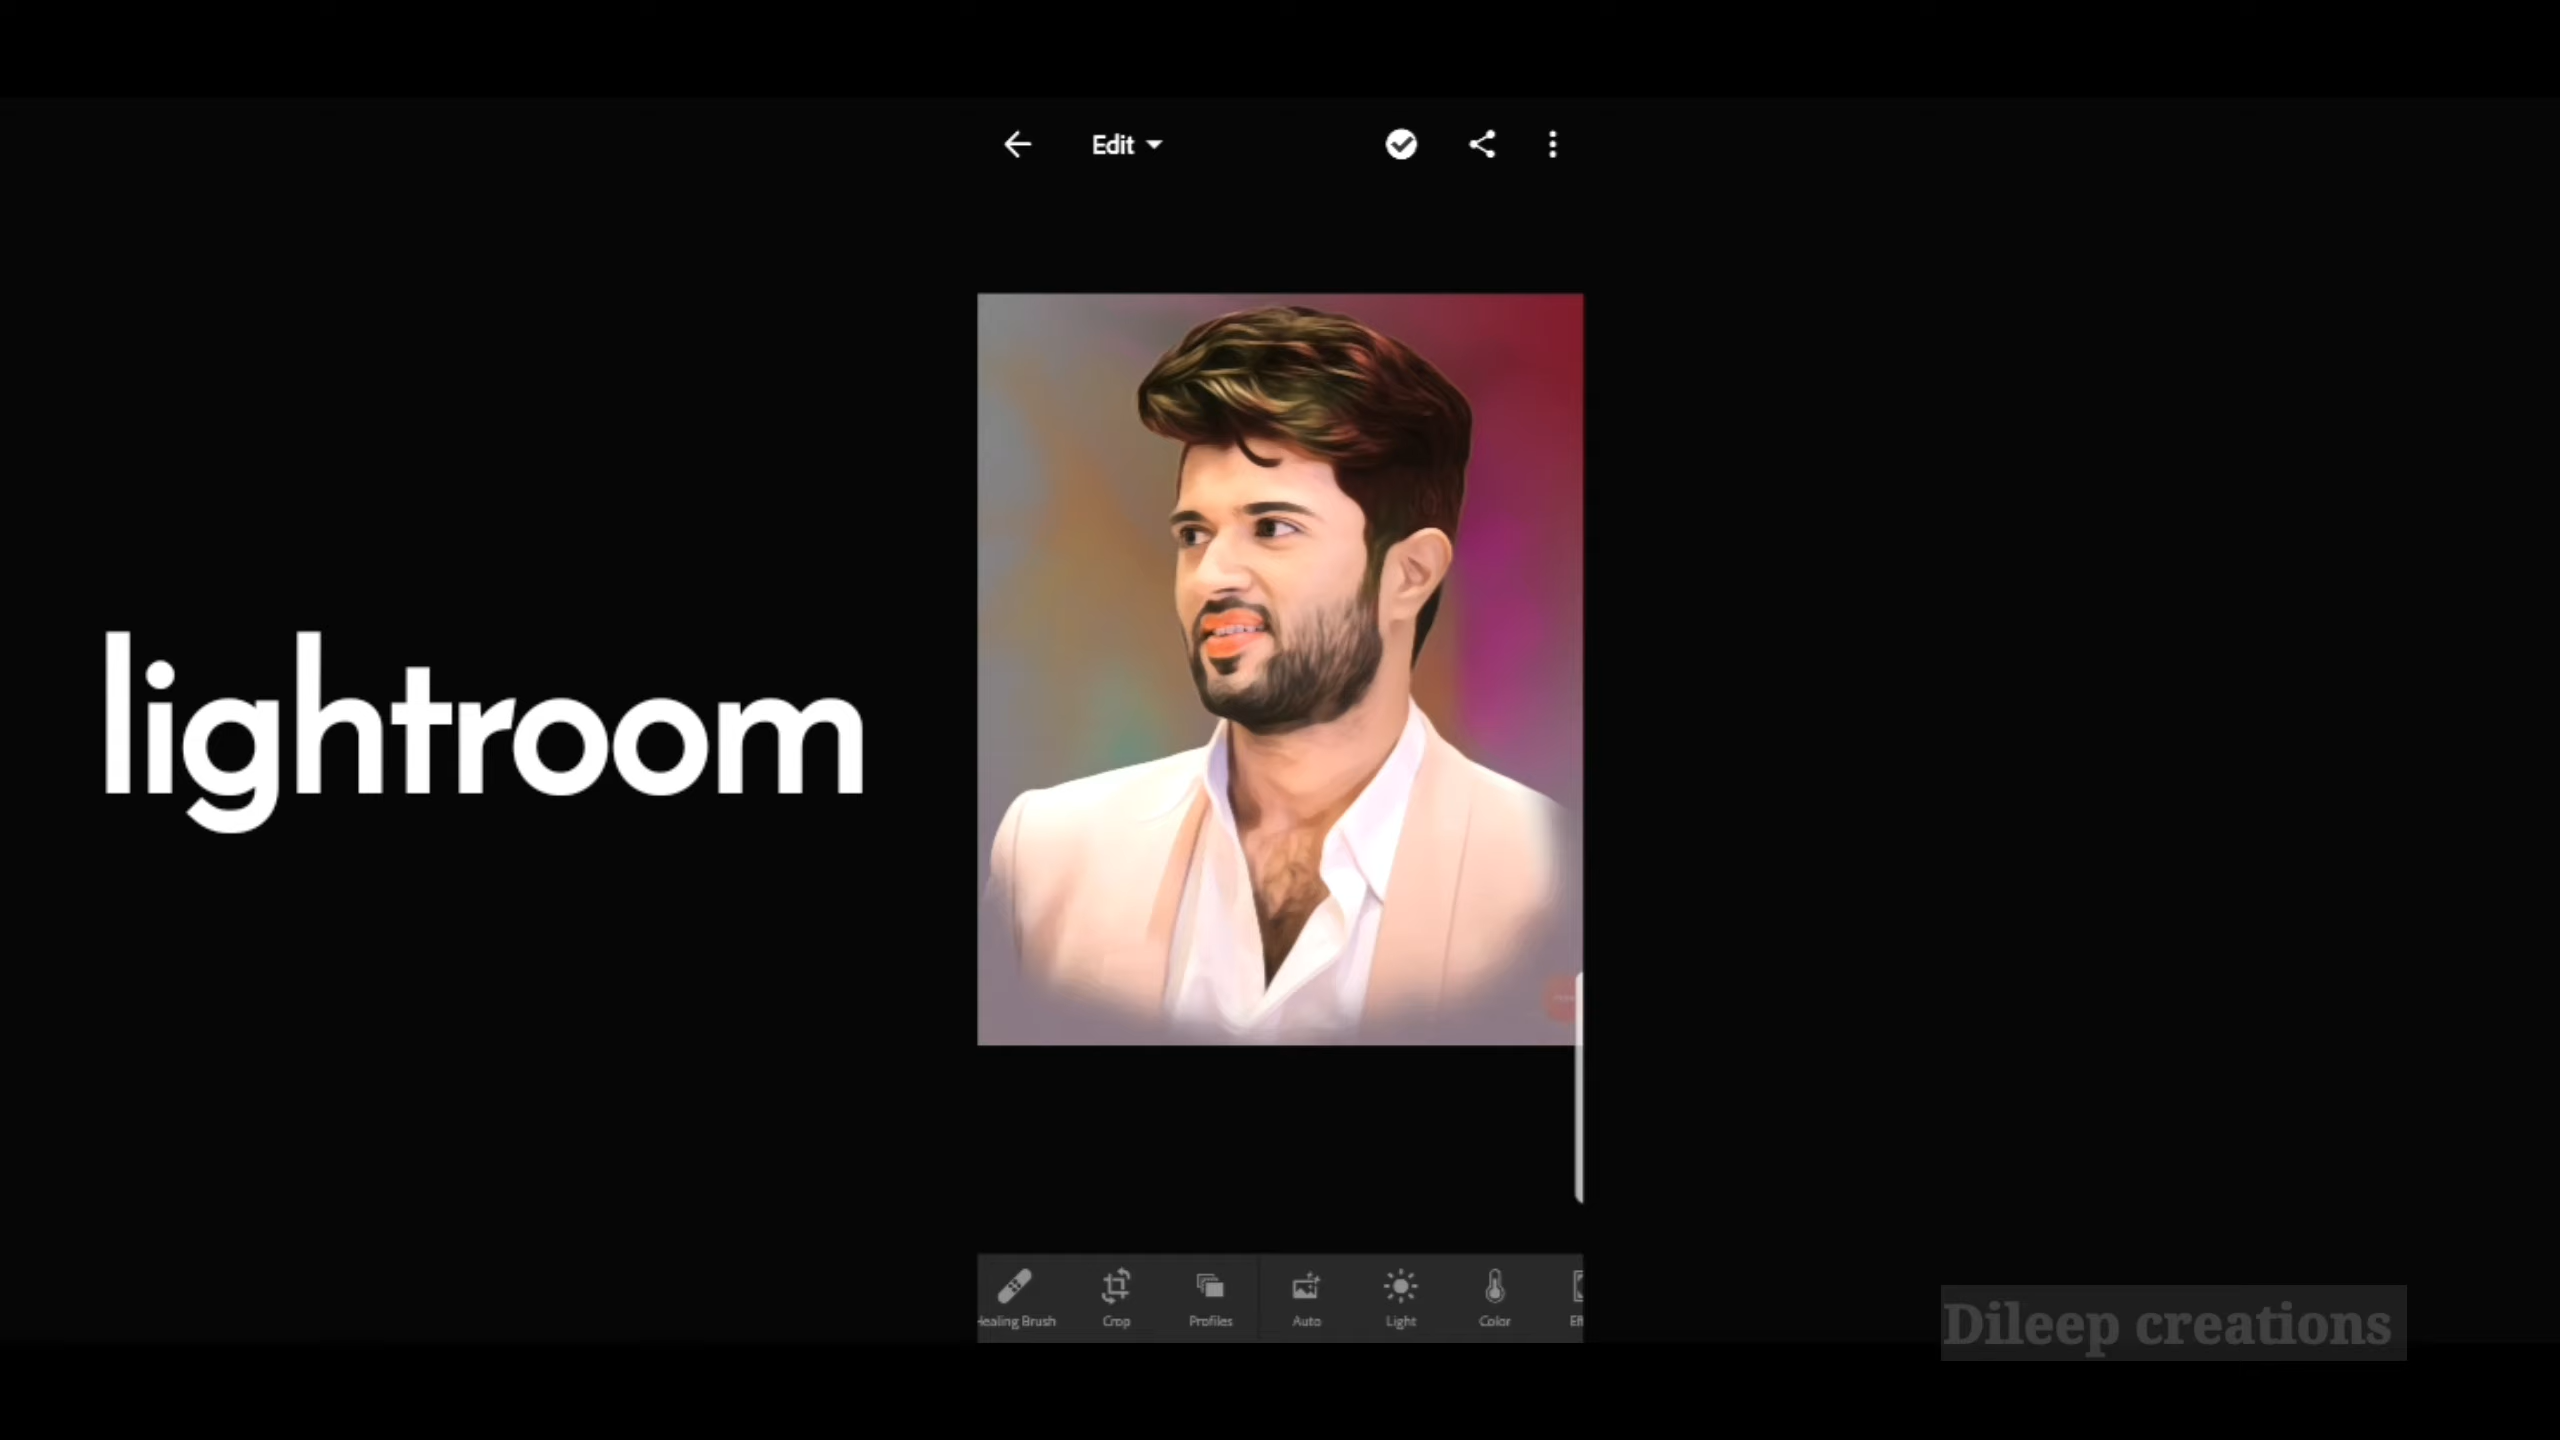 Edit
lightroom
Healing Brush
Crop
Profiles
Auto
Light
Color
Dileep creations